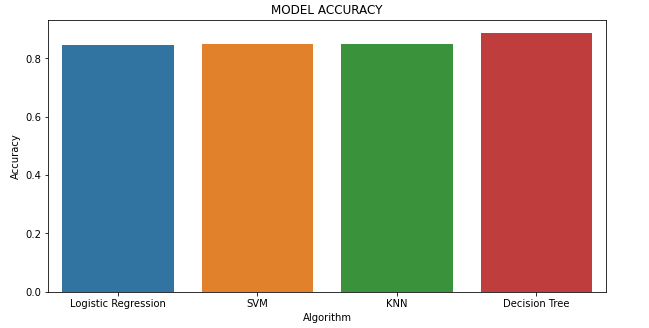 MODEL ACCURACY
Accuracy
0.8
0.6
0.4
0.2
0.0
Logistic Regression SVM KNN Decision Tree
Algorithm